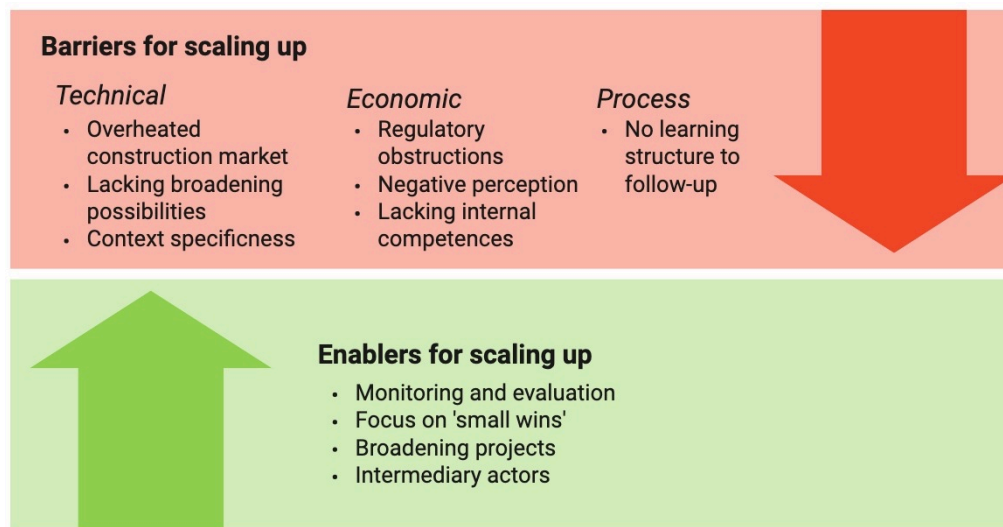 Barriers for scaling up
Technical
• Overheated
construction market
• Lacking broadening
possibilities
• Context specificness
Economic
• Regulatory
obstructions
• Negative perception
• Lacking internal
competences
Process
• No learning
structure to
follow-up
Enablers for scaling up
• Monitoring and evaluation
• Focus on 'small wins'
• Broadening projects
• Intermediary actors